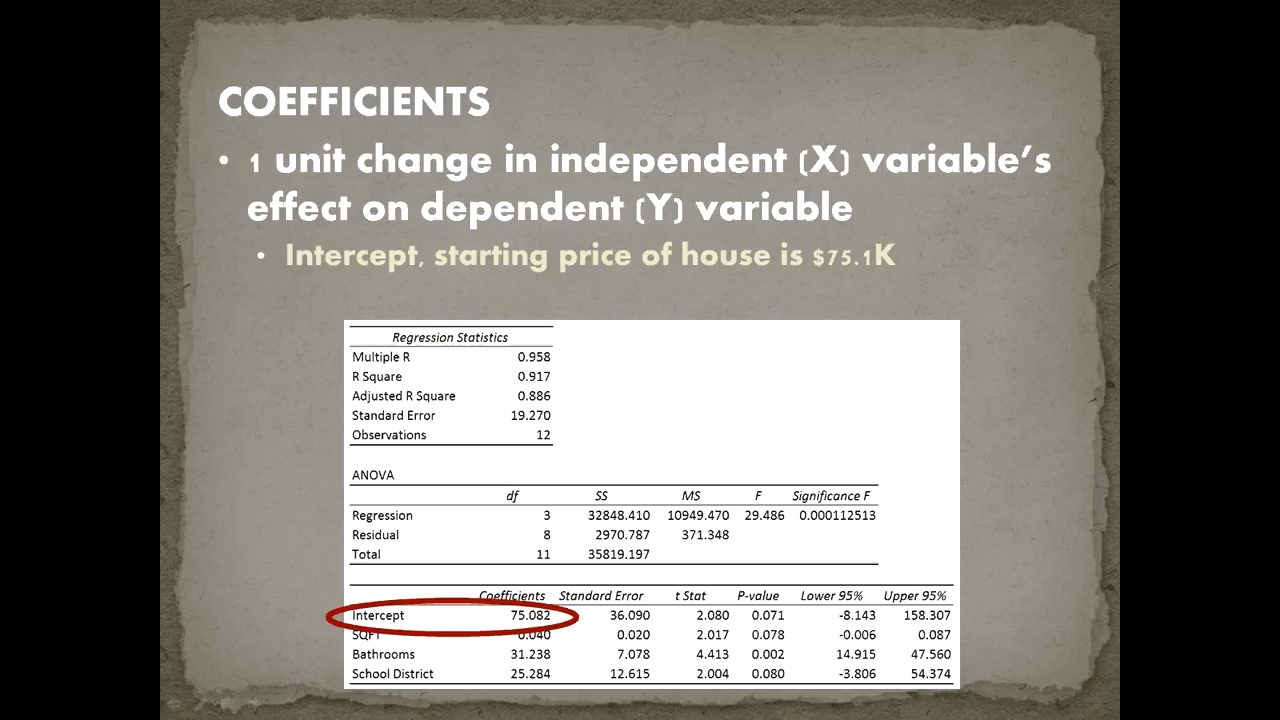 COEFFICIENTS
• 1 unit change in independent (X) variable's
effect on dependent (Y) variable
• Intercept, starting price of house is $75.1K
Regression Statistics
Multiple R 0.958
R Square 0.917
Adjusted R Square 0.886
Standard Error 19.270
Observations 12
ANOVA
df SS MS F Significance F
Regression 3 32848.410 10949.470 29.486 0.000112513
Residual 8 2970.787 371.348
Total 11 35819.197
Coefficients Standard Error t Stat P-value Lower 95% Upper 95%
Intercept 75.082 36.090 2.080 0.071 -8.143 158.307
SQFT 0.040 0.020 2.017 0.078 -0.006 0.087
Bathrooms 31.238 7.078 4.413 0.002 14.915 47.560
School District 25.284 12.615 2.004 0.080 -3.806 54.374